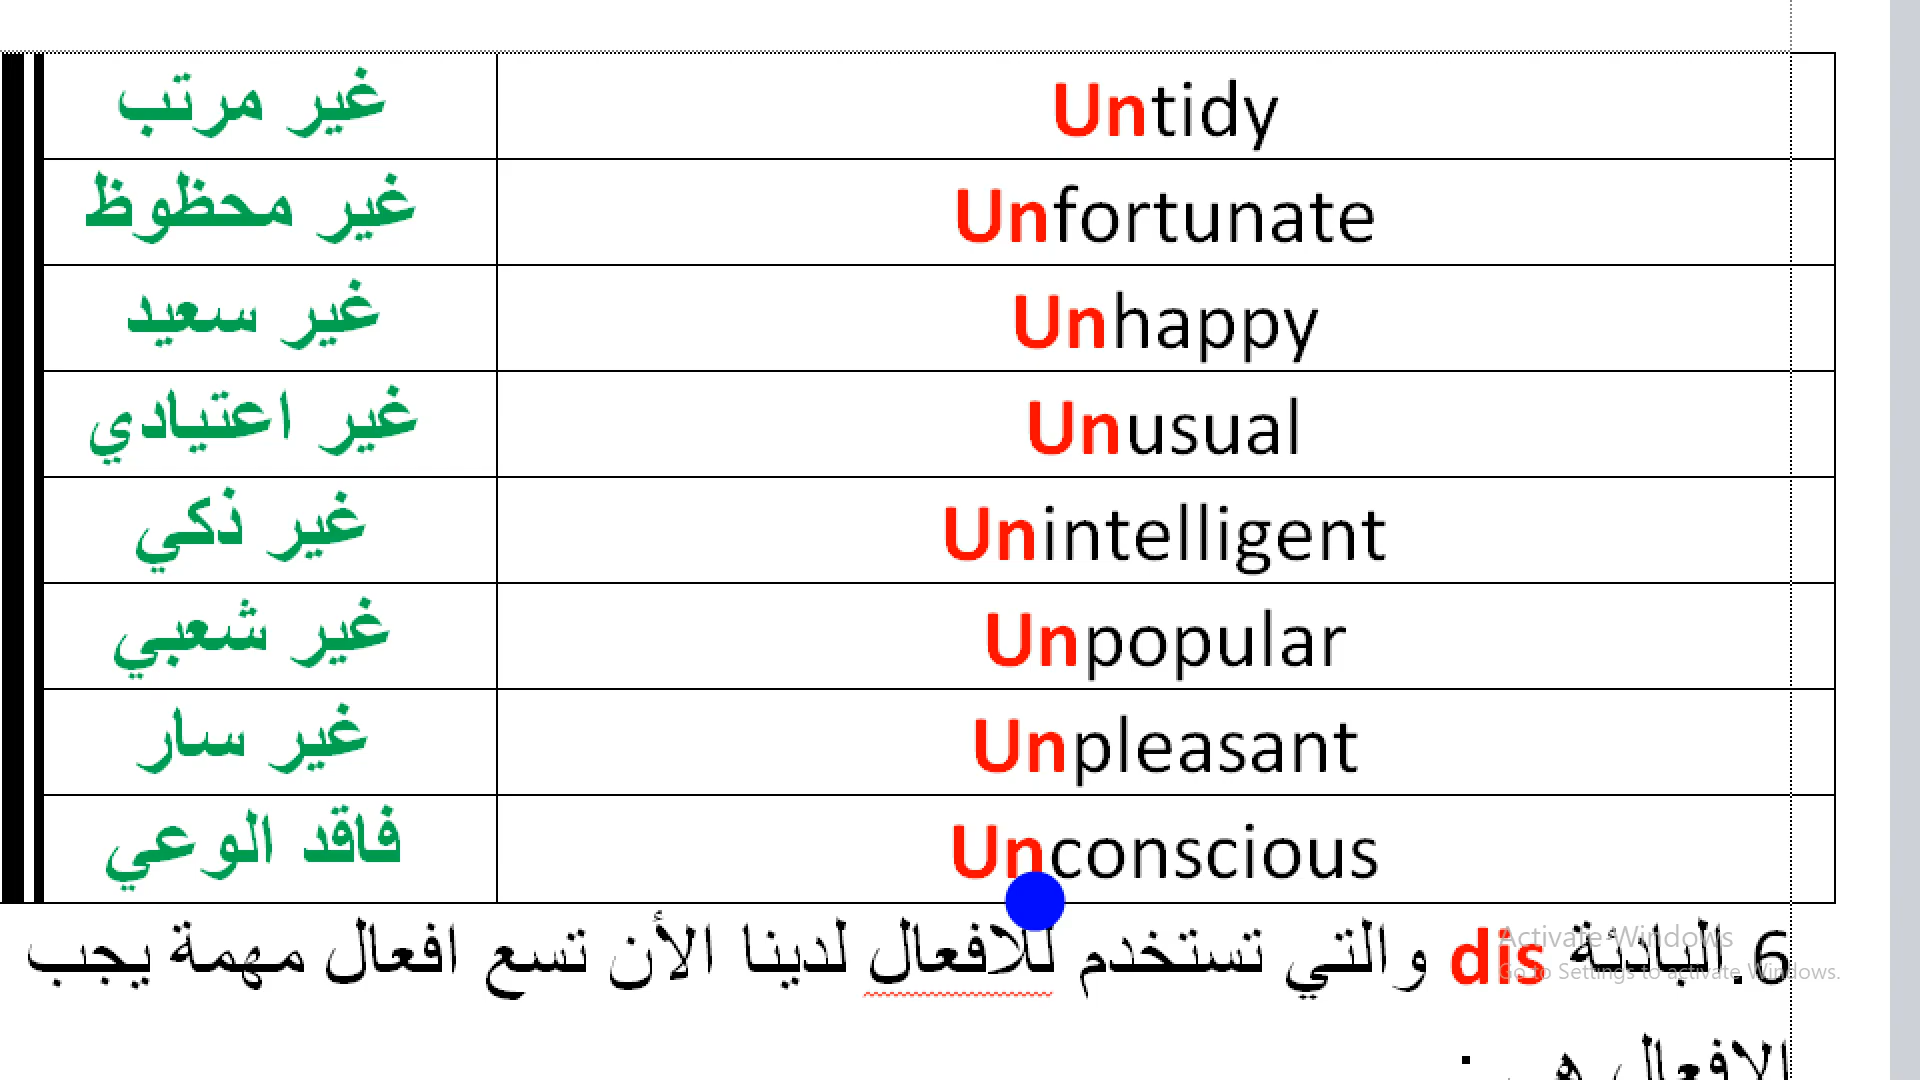 غير مرتب Untidy
غير محظوظ Unfortunate
غير سعيد Unhappy
غير اعتيادي Unusual
غير ذكي Unintelligent
غير شعبي Unpopular
غير سار Unpleasant
فاقد الوعي Unconscious
6.البادئة dis والتي تستخدم للافعال لدينا الأن تسع افعال مهمة يجب
الافعال هي :
Activate Windows
Go to Settings to activate Windows.